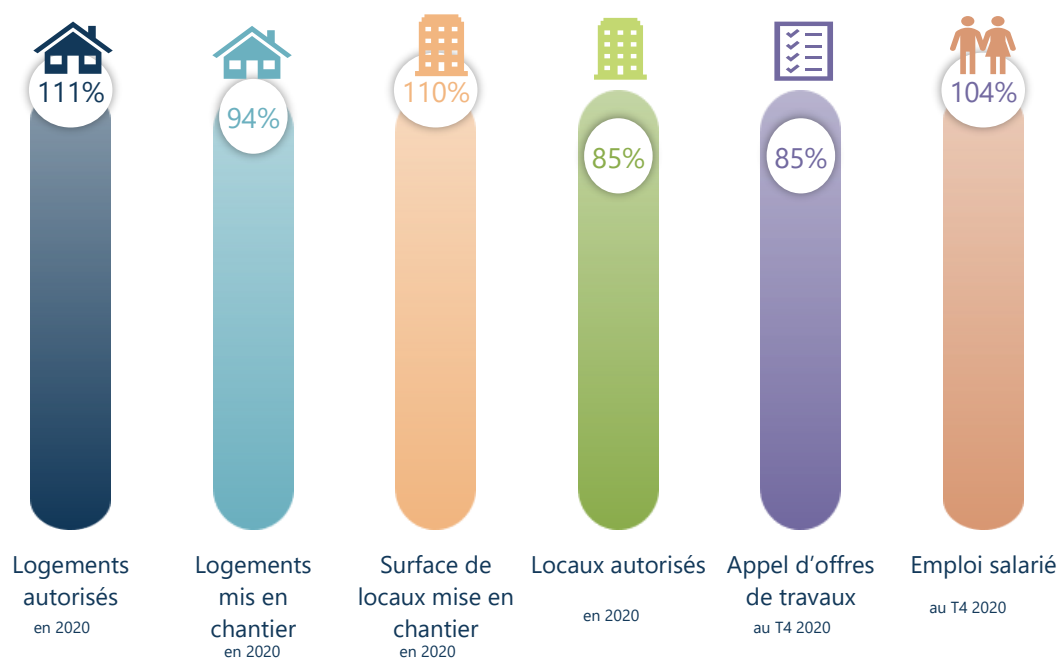 111%
94%
110%
85%
85%
104%
Logements
autorisés
en 2020
Logements
mis en
chantier
en 2020
Surface de
locaux mise en
chantier
en 2020
Locaux autorisés
en 2020
Appel d'offres
de travaux
au T4 2020
Emploi salarié
au T4 2020